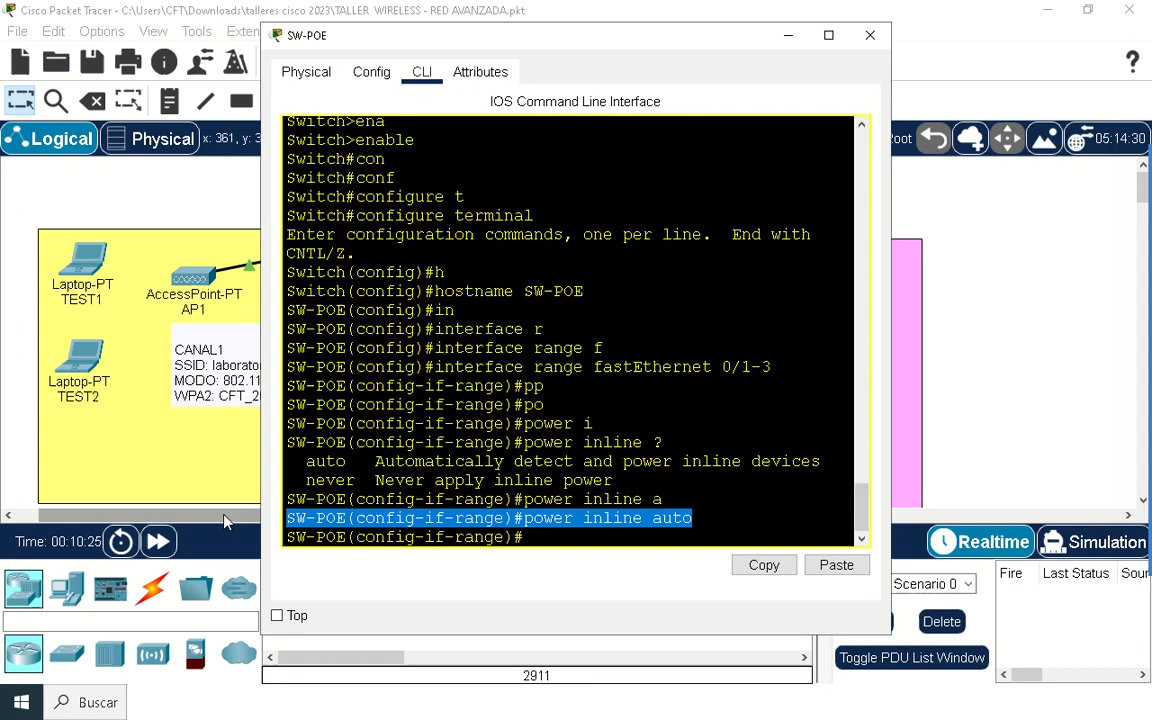 Cisco Packet Tracer - C:\Users\CFT\Downloads\talleres cisco 2023\TALLER WIRELESS - RED AVANZADA.pkt
File Edit Options View Tools Exten
Logical Physical x: 361, y: 3
Root 05:14:30
Laptop-PT
TEST1
AccessPoint-PT
AP1
Laptop-PT
TEST2
CANAL1
SSID: laborato
MODO: 802.11
WPA2: CFT_2
SW-POE
Physical Config CLI Attributes
IOS Command Line Interface
Switch>ena
Switch>enable
Switch#con
Switch#conf
Switch#configure t
Switch#configure terminal
Enter configuration commands, one per line. End with
CNTL/Z.
Switch(config)#h
Switch(config)#hostname SW-POE
SW-POE(config)#in
SW-POE(config)#interface r
SW-POE(config)#interface range f
SW-POE(config)#interface range fastEthernet 0/1-3
SW-POE(config-if-range)#pp
SW-POE(config-if-range)#po
SW-POE(config-if-range)#power i
SW-POE(config-if-range)#power inline ?
auto Automatically detect and power inline devices
never Never apply inline power
SW-POE(config-if-range)#power inline a
SW-POE(config-if-range)#power inline auto
SW-POE(config-if-range)#
Copy Paste
Top
Time: 00:10:25
Realtime Simulation
Scenario 0
Fire Last Status Sour
Delete
Toggle PDU List Window
2911
Buscar